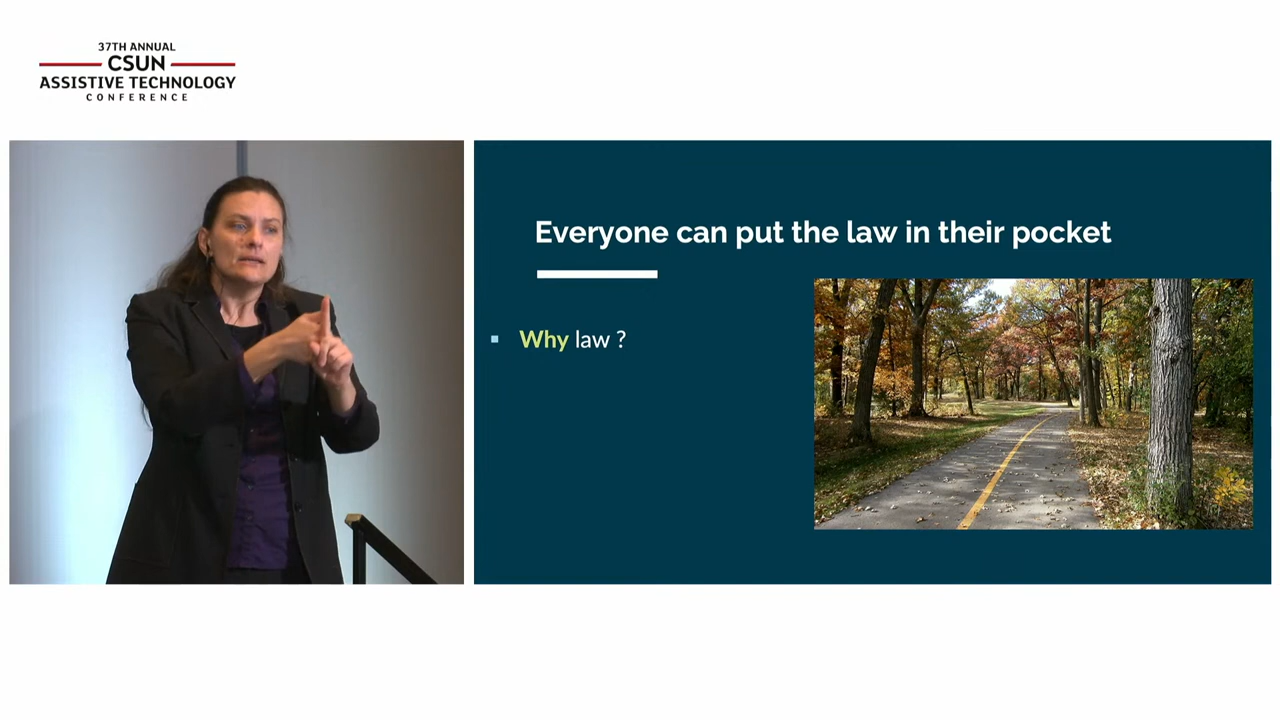 37TH ANNUAL
CSUN
ASSISTIVE TECHNOLOGY
CONFERENCE
Everyone can put the law in their pocket
Why law ?